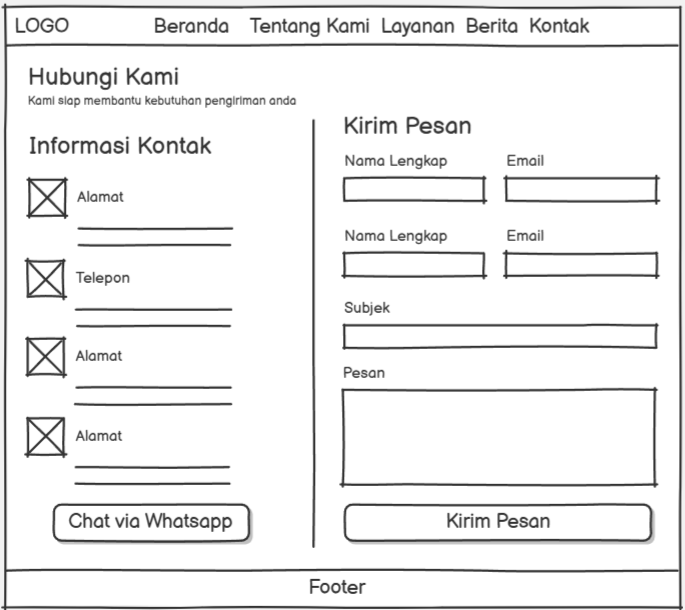 LOGO Beranda Tentang Kami Layanan Berita Kontak
Hubungi Kami
Kami siap membantu kebutuhan pengiriman anda
Informasi Kontak
Alamat
Telepon
Alamat
Alamat
Chat via Whatsapp
Kirim Pesan
Nama Lengkap Email
Nama Lengkap Email
Subjek
Pesan
Kirim Pesan
Footer